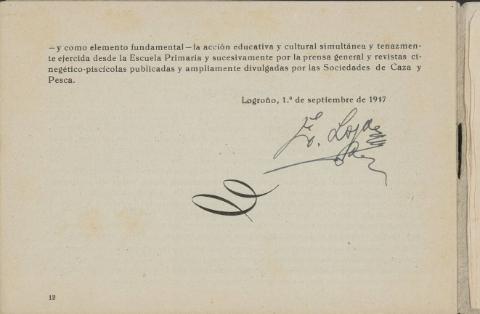 —y como elemento fundamental—la acción educativa y cultural simultánea y tenazmen-
te ejercida desde la Escuela Primaria y sucesivamente por la prensa general y revistas ci-
negético-piscícolas publicadas y ampliamente divulgadas por las Sociedades de Caza y
Pesca.
Logroño, 1.º de septiembre de 1917
12